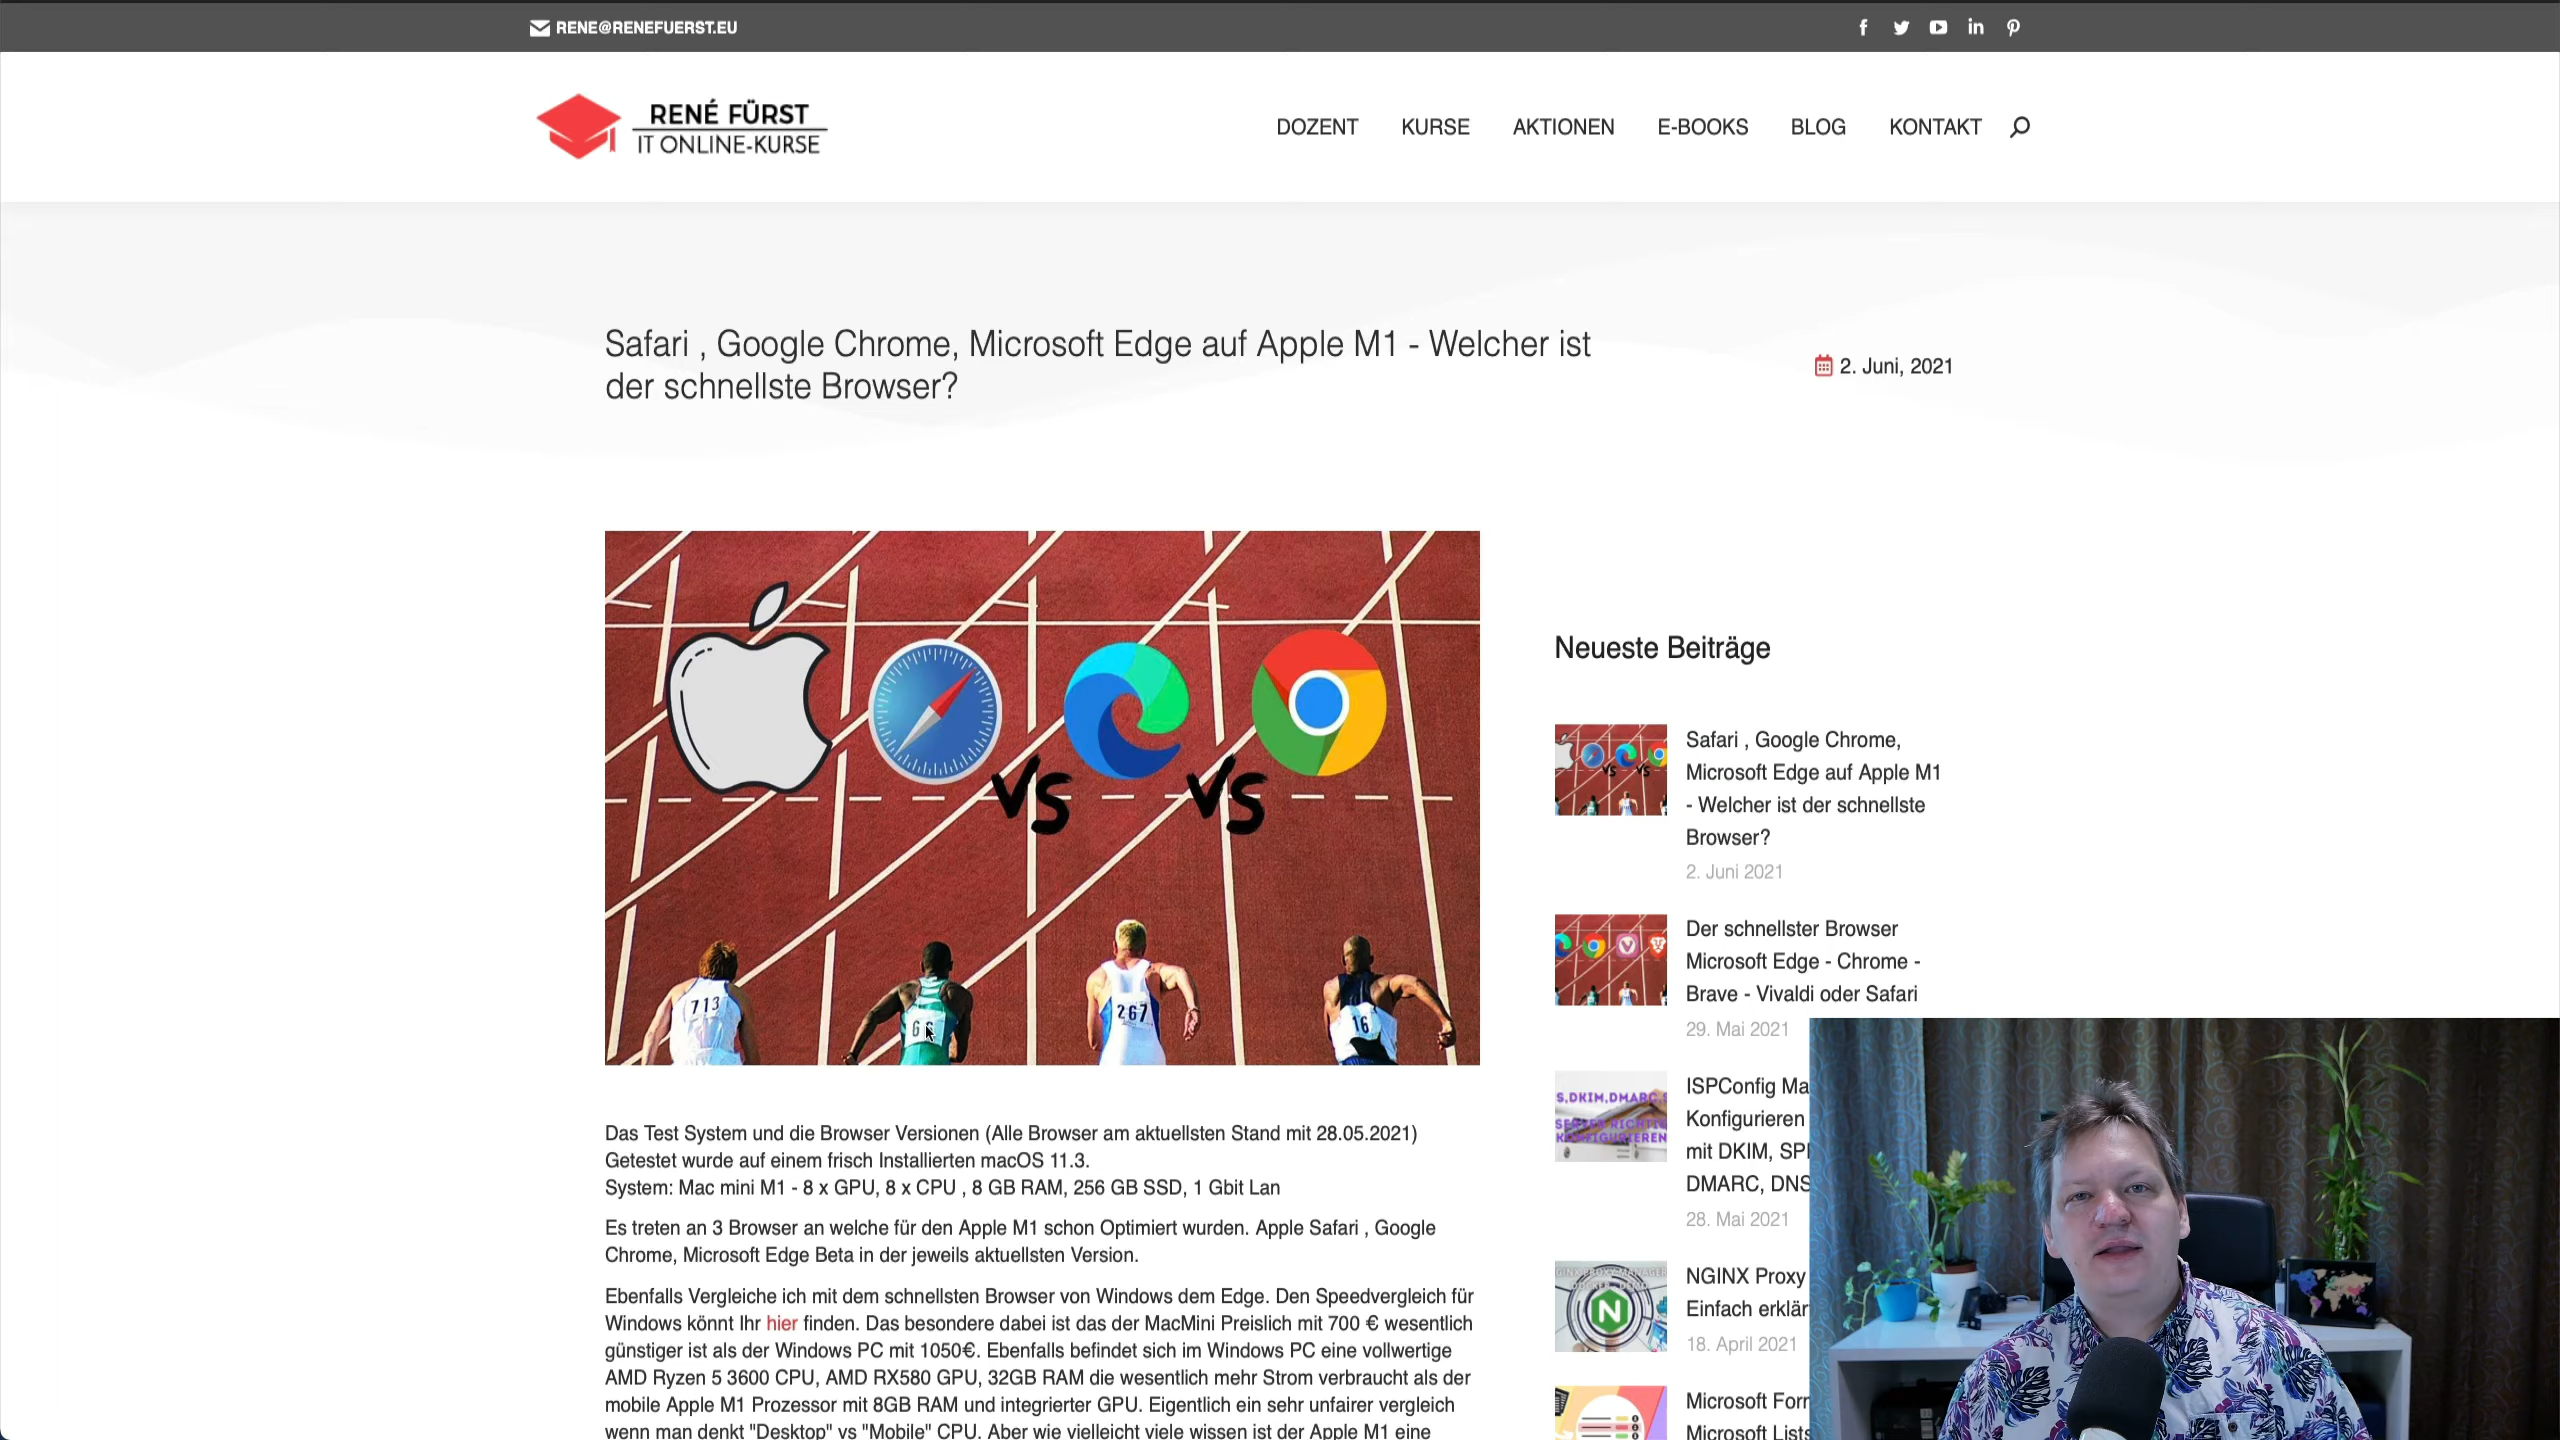 RENE@RENEFUERST.EU
RENÉ FÜRST
IT ONLINE-KURSE
DOZENT
KURSE
AKTIONEN
E-BOOKS
BLOG
KONTAKT
Safari , Google Chrome, Microsoft Edge auf Apple M1 - Welcher ist
der schnellste Browser?
2. Juni, 2021
VS
VS
713
267
16
Das Test System und die Browser Versionen (Alle Browser am aktuellsten Stand mit 28.05.2021)
Getestet wurde auf einem frisch Installierten macOS 11.3.
System: Mac mini M1 - 8 x GPU, 8 x CPU , 8 GB RAM, 256 GB SSD, 1 Gbit Lan
Es treten an 3 Browser an welche für den Apple M1 schon Optimiert wurden. Apple Safari , Google
Chrome, Microsoft Edge Beta in der jeweils aktuellsten Version.
Ebenfalls Vergleiche ich mit dem schnellsten Browser von Windows dem Edge. Den Speedvergleich für
Windows könnt Ihr hier finden. Das besondere dabei ist das der MacMini Preislich mit 700 € wesentlich
günstiger ist als der Windows PC mit 1050€. Ebenfalls befindet sich im Windows PC eine vollwertige
AMD Ryzen 5 3600 CPU, AMD RX580 GPU, 32GB RAM die wesentlich mehr Strom verbraucht als der
mobile Apple M1 Prozessor mit 8GB RAM und integrierter GPU. Eigentlich ein sehr unfairer vergleich
wenn man denkt "Desktop" vs "Mobile" CPU. Aber wie vielleicht viele wissen ist der Apple M1 eine
Neueste Beiträge
Safari , Google Chrome,
Microsoft Edge auf Apple M1
- Welcher ist der schnellste
Browser?
2. Juni 2021
Der schnellster Browser
Microsoft Edge - Chrome -
Brave - Vivaldi oder Safari
29. Mai 2021
S,DKIM,DMARC,
KONFIGURIEREN
ISPConfig Ma
Konfigurieren
mit DKIM, SP
DMARC, DNS
28. Mai 2021
N
NGINX Proxy
Einfach erklär
18. April 2021
Microsoft For
Microsoft Lists